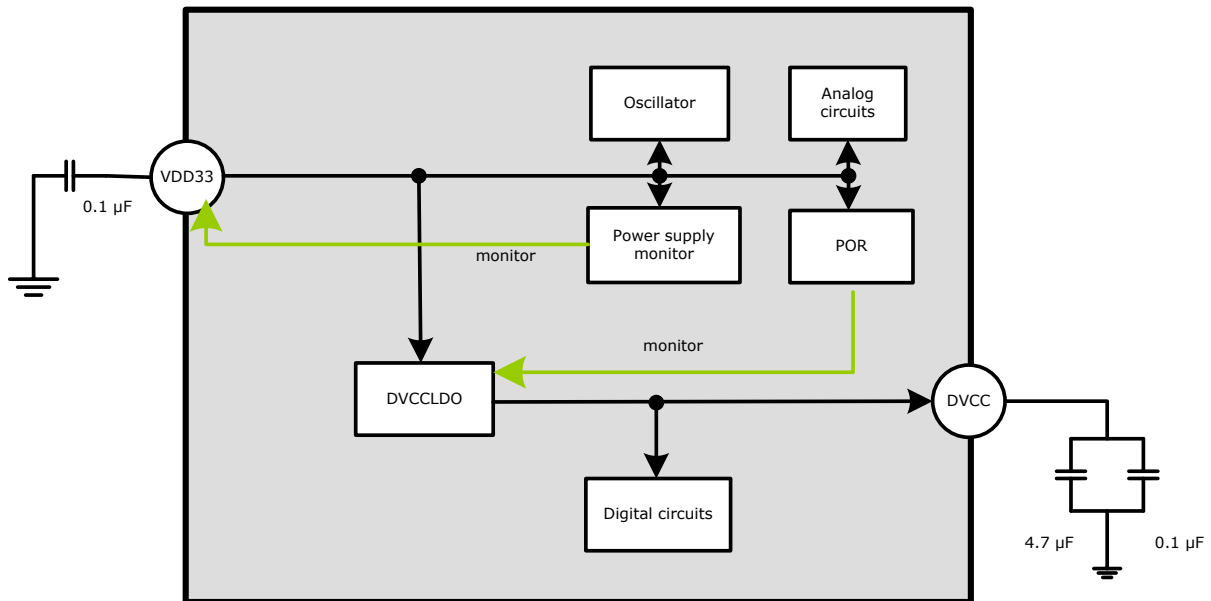 Oscillator
Analog
circuits
VDD33
0.1 µF
Power supply
monitor
POR
monitor
monitor
DVCCLDO
DVCC
Digital circuits
4.7 µF
0.1 µF